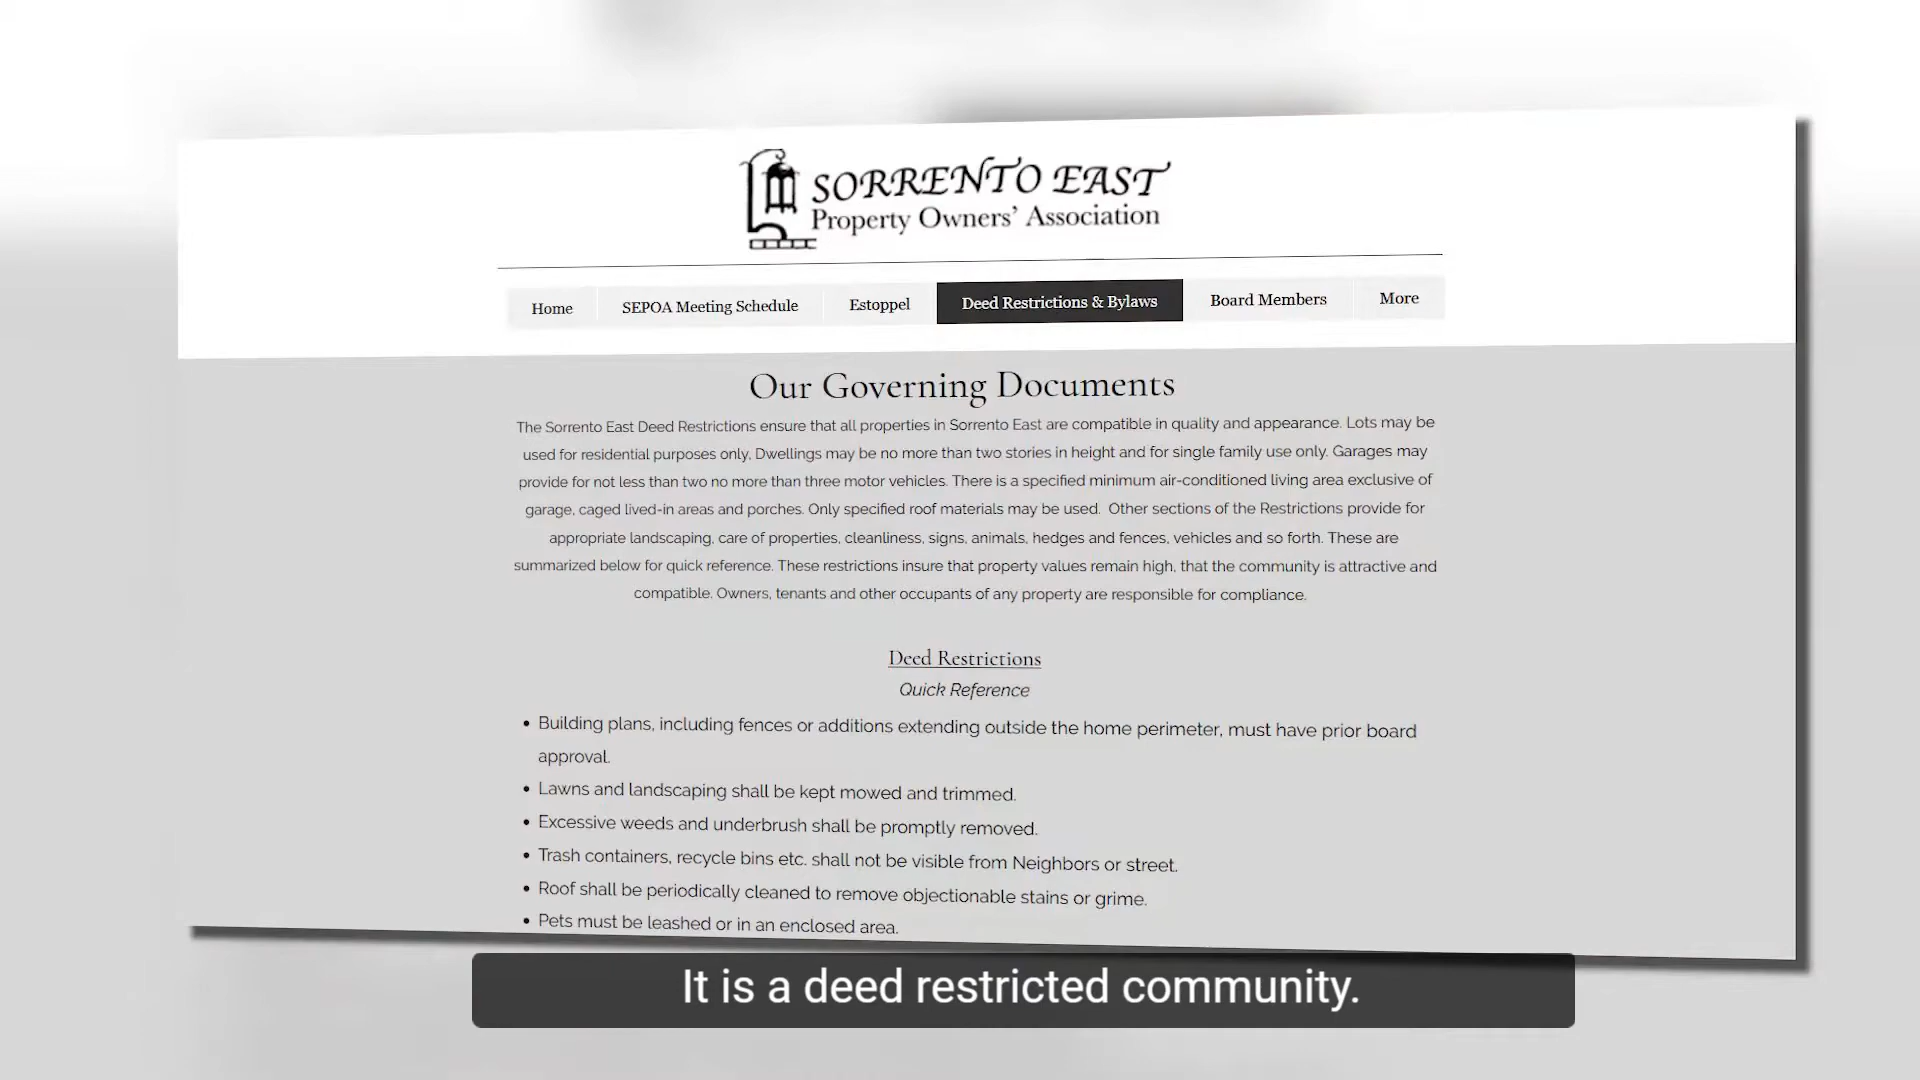 SORRENTO EAST
Property Owners' Association
Home SEPOA Meeting Schedule Estoppel Deed Restrictions & Bylaws Board Members More
Our Governing Documents
The Sorrento East Deed Restrictions ensure that all properties in Sorrento East are compatible in quality and appearance. Lots may be
used for residential purposes only, Dwellings may be no more than two stories in height and for single family use only. Garages may
provide for not less than two no more than three motor vehicles. There is a specified minimum air-conditioned living area exclusive of
garage, caged lived-in areas and porches. Only specified roof materials may be used. Other sections of the Restrictions provide for
appropriate landscaping, care of properties, cleanliness, signs, animals, hedges and fences, vehicles and so forth. These are
summarized below for quick reference. These restrictions insure that property values remain high, that the community is attractive and
compatible. Owners, tenants and other occupants of any property are responsible for compliance.
Deed Restrictions
Quick Reference
• Building plans, including fences or additions extending outside the home perimeter, must have prior board
approval.
• Lawns and landscaping shall be kept mowed and trimmed.
• Excessive weeds and underbrush shall be promptly removed.
• Trash containers, recycle bins etc. shall not be visible from Neighbors or street.
• Roof shall be periodically cleaned to remove objectionable stains or grime.
• Pets must be leashed or in an enclosed area.
It is a deed restricted community.